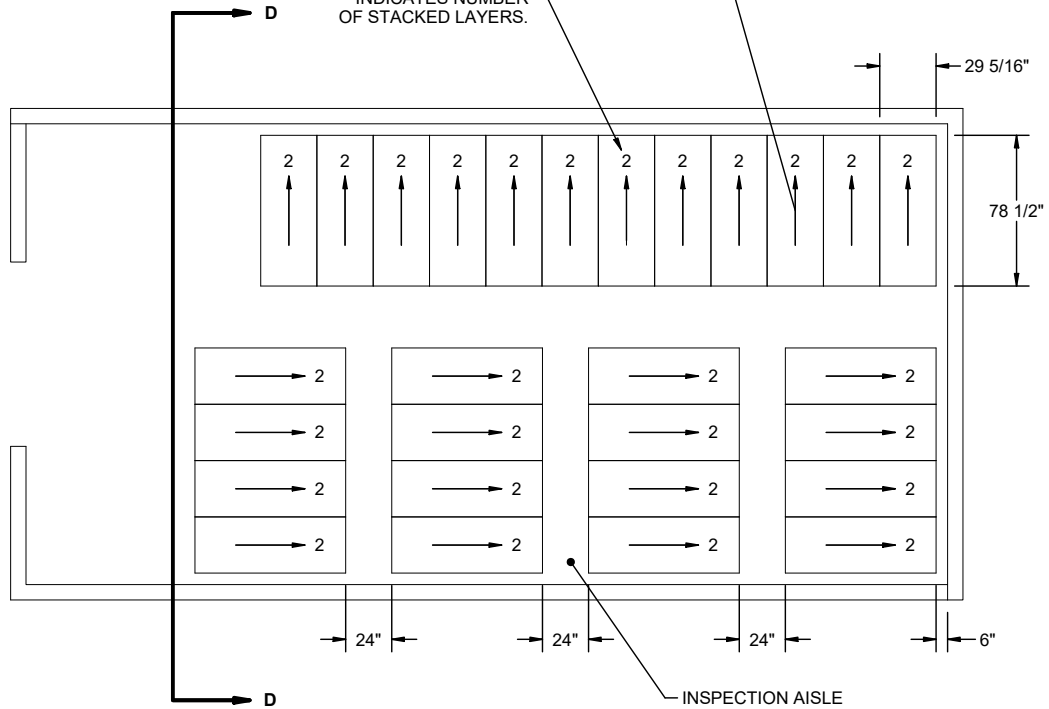 INDICATES NUMBER
OF STACKED LAYERS.
D
29 5/16"
2 2 2 2 2 2 2 2 2 2 2 2
78 1/2"
2 2 2 2
2 2 2 2
2 2 2 2
2 2 2 2
24" 24" 24" 6"
D
INSPECTION AISLE